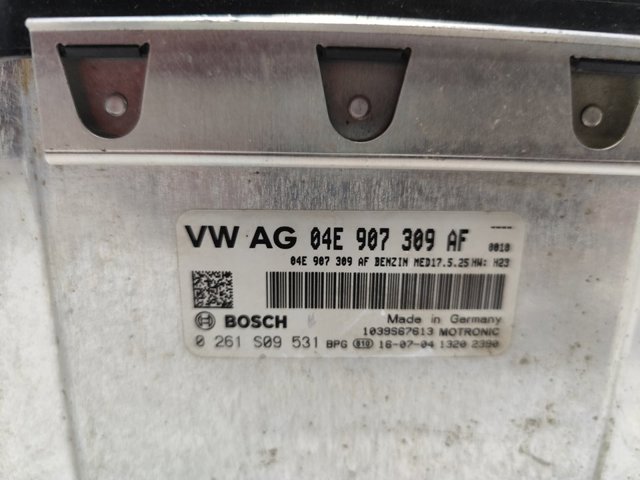 VW AG 04E 907 309 AF ---- 0010
04E 907 309 AF BENZIN MED17.5.25 HW: H23
BOSCH Made in Germany
1039S67613 MOTRONIC
0 261 S09 531 BPG 810 16-07-04 1320 2390